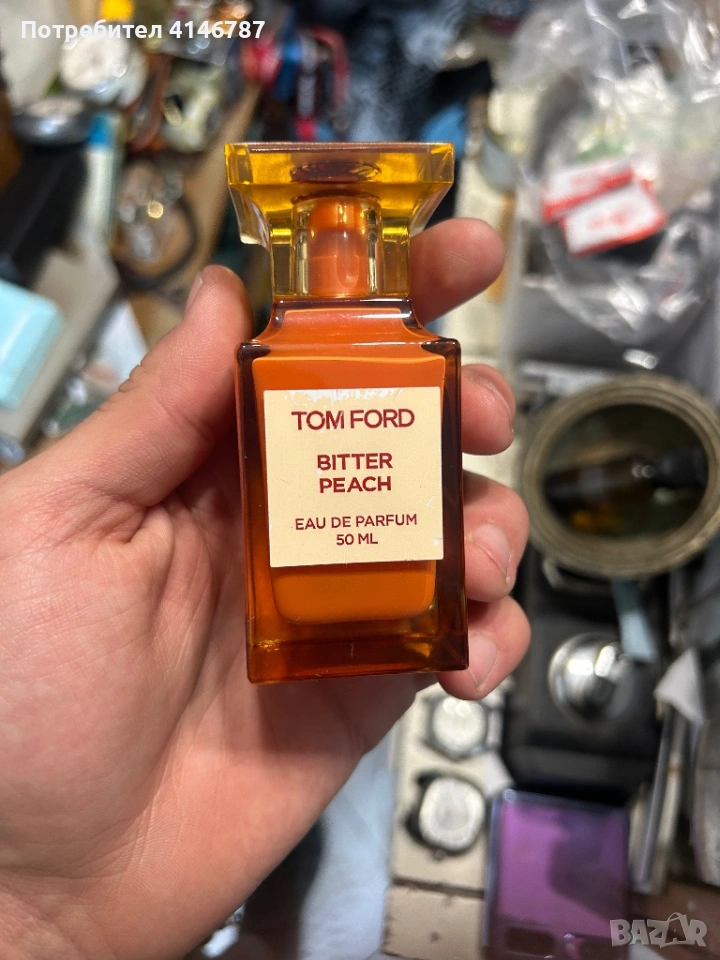 Потребител 4146787
TOM FORD
BITTER
PEACH
EAU DE PARFUM
50 ML
BAZAR